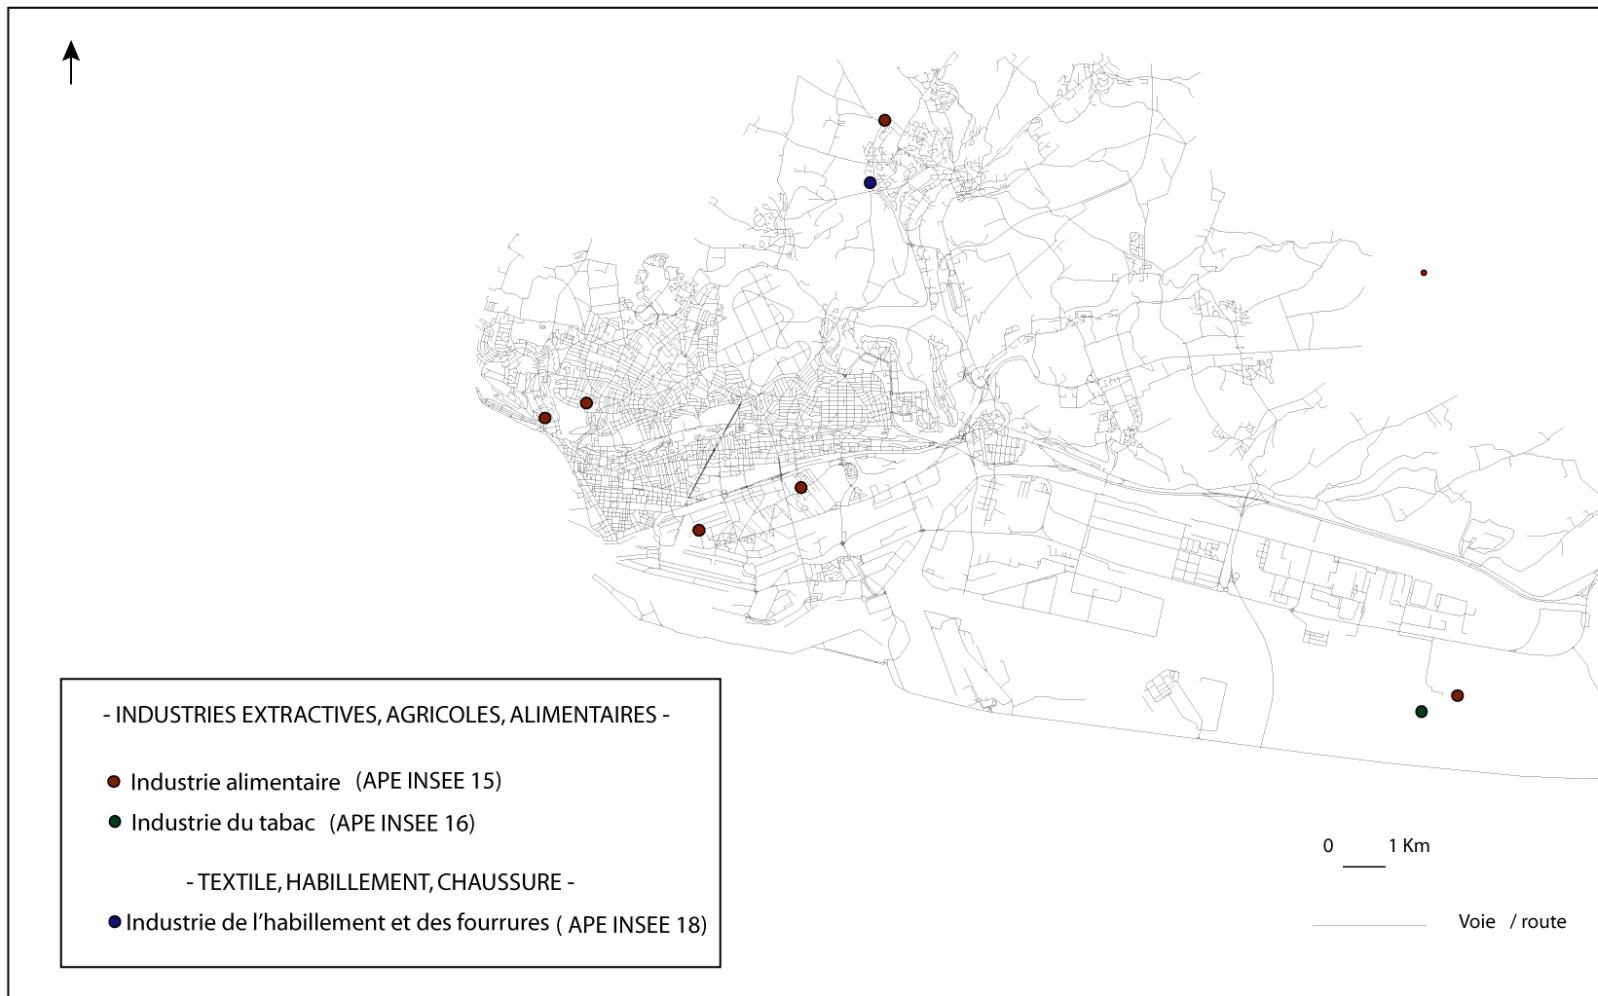 - INDUSTRIES EXTRACTIVES, AGRICOLES, ALIMENTAIRES -
Industrie alimentaire (APE INSEE 15)
Industrie du tabac (APE INSEE 16)
- TEXTILE, HABILLEMENT, CHAUSSURE -
Industrie de l'habillement et des fourrures ( APE INSEE 18)
0 1 Km
Voie / route